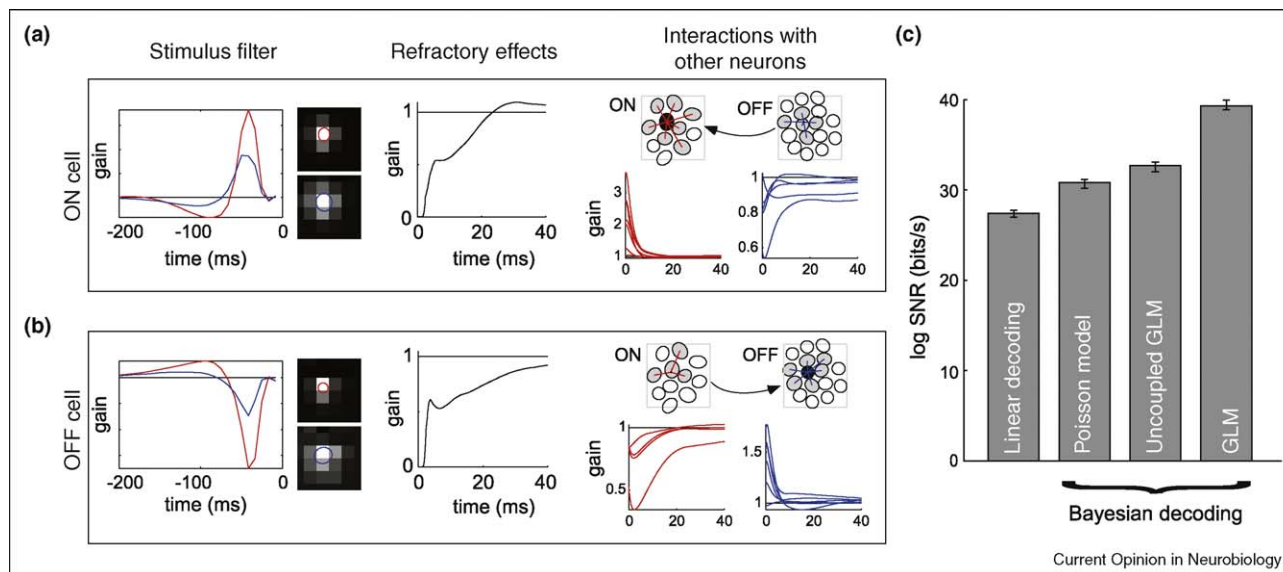 (a)
Stimulus filter
Refractory effects
Interactions with
other neurons
ON cell
gain
-200
-100
0
time (ms)
gain
1
0
0
20
40
time (ms)
ON
OFF
gain
3
2
1
0
20
40
1
0.8
0.6
0
20
40
(b)
OFF cell
gain
-200
-100
0
time (ms)
gain
1
0
0
20
40
time (ms)
ON
OFF
gain
1
0.5
0
20
40
1.5
1
0
20
40
(c)
log SNR (bits/s)
40
30
20
10
0
Linear decoding
Poisson model
Uncoupled GLM
GLM
Bayesian decoding
Current Opinion in Neurobiology